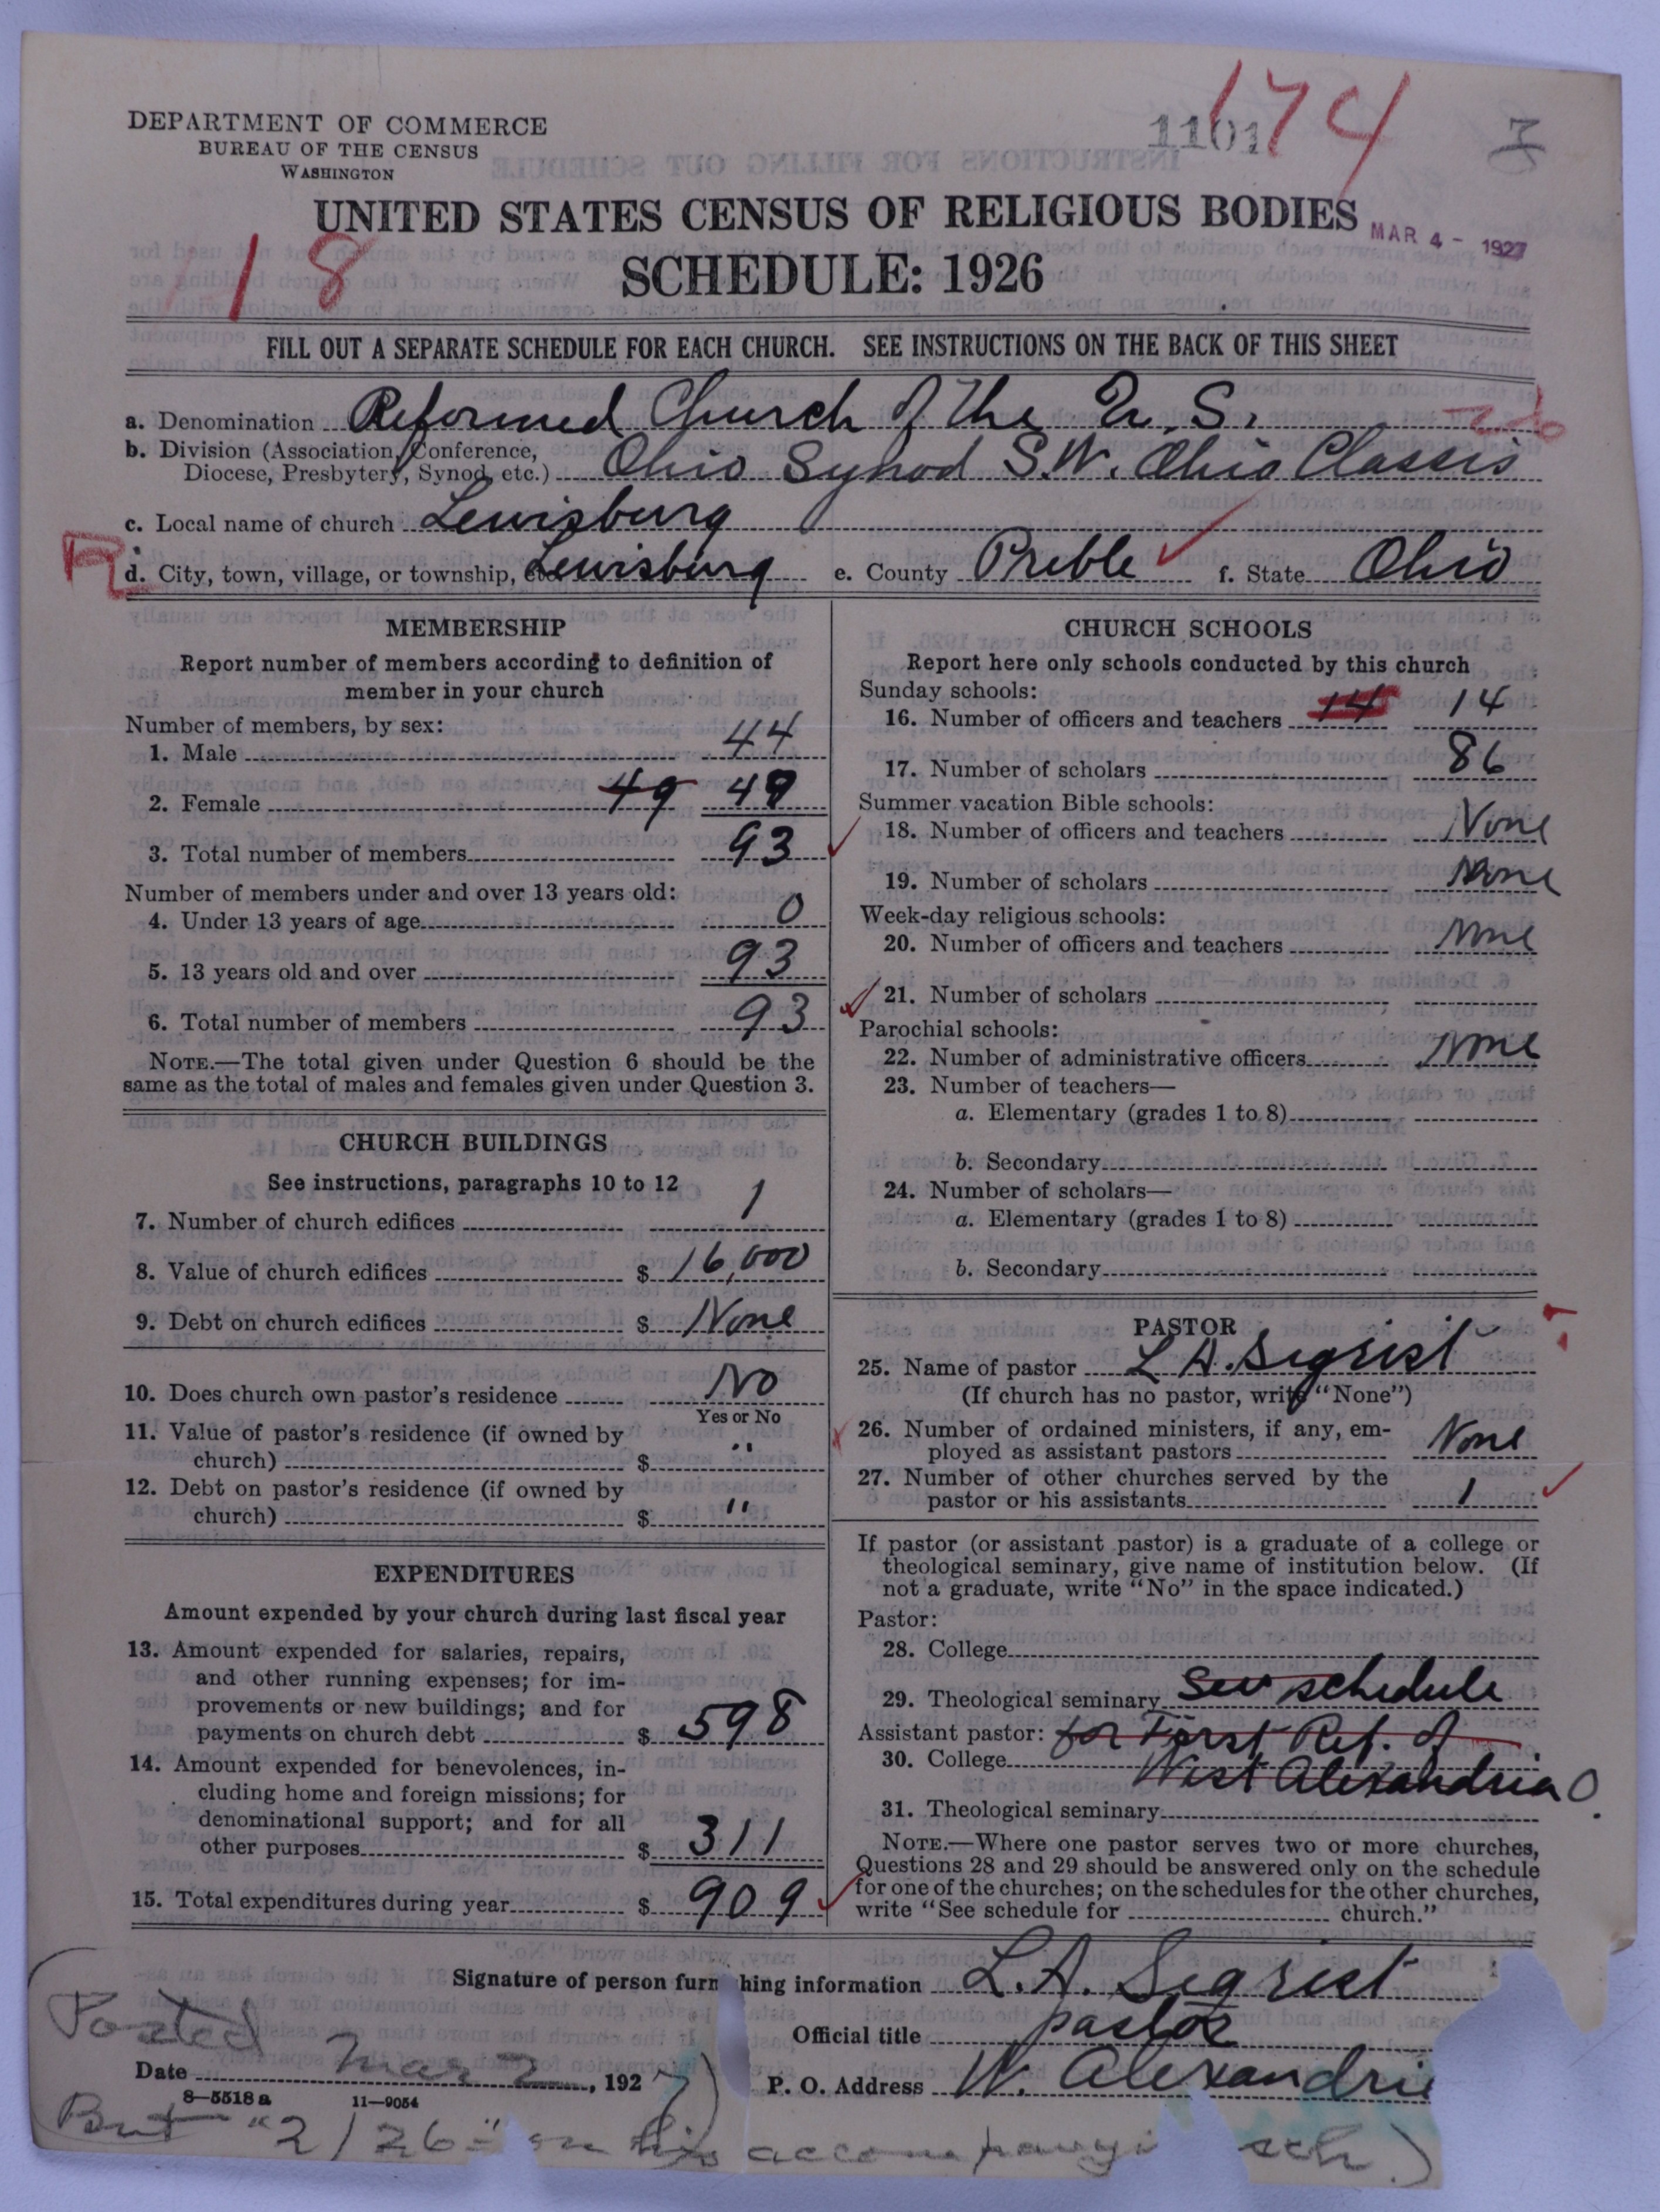 DEPARTMENT OF COMMERCE
BUREAU OF THE CENSUS
WASHINGTON
1101
174
UNITED STATES CENSUS OF RELIGIOUS BODIES
MAR 4 - 1927
18
SCHEDULE: 1926
FILL OUT A SEPARATE SCHEDULE FOR EACH CHURCH. SEE INSTRUCTIONS ON THE BACK OF THIS SHEET
a. Denomination Reformed Church of the U. S.
b. Division (Association, Conference,
Diocese, Presbytery, Synod, etc.) Ohio Synod S.W. Ohio Classis
c. Local name of church Lewisburg
d. City, town, village, or township, etc. Lewisburg e. County Preble f. State Ohio
MEMBERSHIP
Report number of members according to definition of
member in your church
Number of members, by sex:
1. Male 44
2. Female 49 49
3. Total number of members 93
Number of members under and over 13 years old:
4. Under 13 years of age 0
5. 13 years old and over 93
6. Total number of members 93
NOTE.—The total given under Question 6 should be the
same as the total of males and females given under Question 3.
CHURCH BUILDINGS
See instructions, paragraphs 10 to 12
7. Number of church edifices 1
8. Value of church edifices $ 16,000
9. Debt on church edifices $ None
10. Does church own pastor's residence No
Yes or No
11. Value of pastor's residence (if owned by
church) $ "
12. Debt on pastor's residence (if owned by
church) $ "
EXPENDITURES
Amount expended by your church during last fiscal year
13. Amount expended for salaries, repairs,
and other running expenses; for im-
provements or new buildings; and for
payments on church debt $ 598
14. Amount expended for benevolences, in-
cluding home and foreign missions; for
denominational support; and for all
other purposes $ 311
15. Total expenditures during year $ 909
CHURCH SCHOOLS
Report here only schools conducted by this church
Sunday schools:
16. Number of officers and teachers 14 14
17. Number of scholars 86
Summer vacation Bible schools:
18. Number of officers and teachers None
19. Number of scholars None
Week-day religious schools:
20. Number of officers and teachers None
21. Number of scholars
Parochial schools:
22. Number of administrative officers None
23. Number of teachers—
a. Elementary (grades 1 to 8)
b. Secondary
24. Number of scholars—
a. Elementary (grades 1 to 8)
b. Secondary
PASTOR
25. Name of pastor L A. Sigrist
(If church has no pastor, write "None")
26. Number of ordained ministers, if any, em-
ployed as assistant pastors None
27. Number of other churches served by the
pastor or his assistants 1
If pastor (or assistant pastor) is a graduate of a college or
theological seminary, give name of institution below. (If
not a graduate, write "No" in the space indicated.)
Pastor:
28. College
29. Theological seminary See schedule
Assistant pastor: for First Ref. of
30. College West Alexandria O.
31. Theological seminary
NOTE.—Where one pastor serves two or more churches,
Questions 28 and 29 should be answered only on the schedule
for one of the churches; on the schedules for the other churches,
write "See schedule for church."
Signature of person furn hing information L.A. Sigrist
Official title pastor
Posted
Date Mar 2, 1927)
P. O. Address W. Alexandri
8—5518 a 11—9054
But "2/26" on his accompanyi sch.)